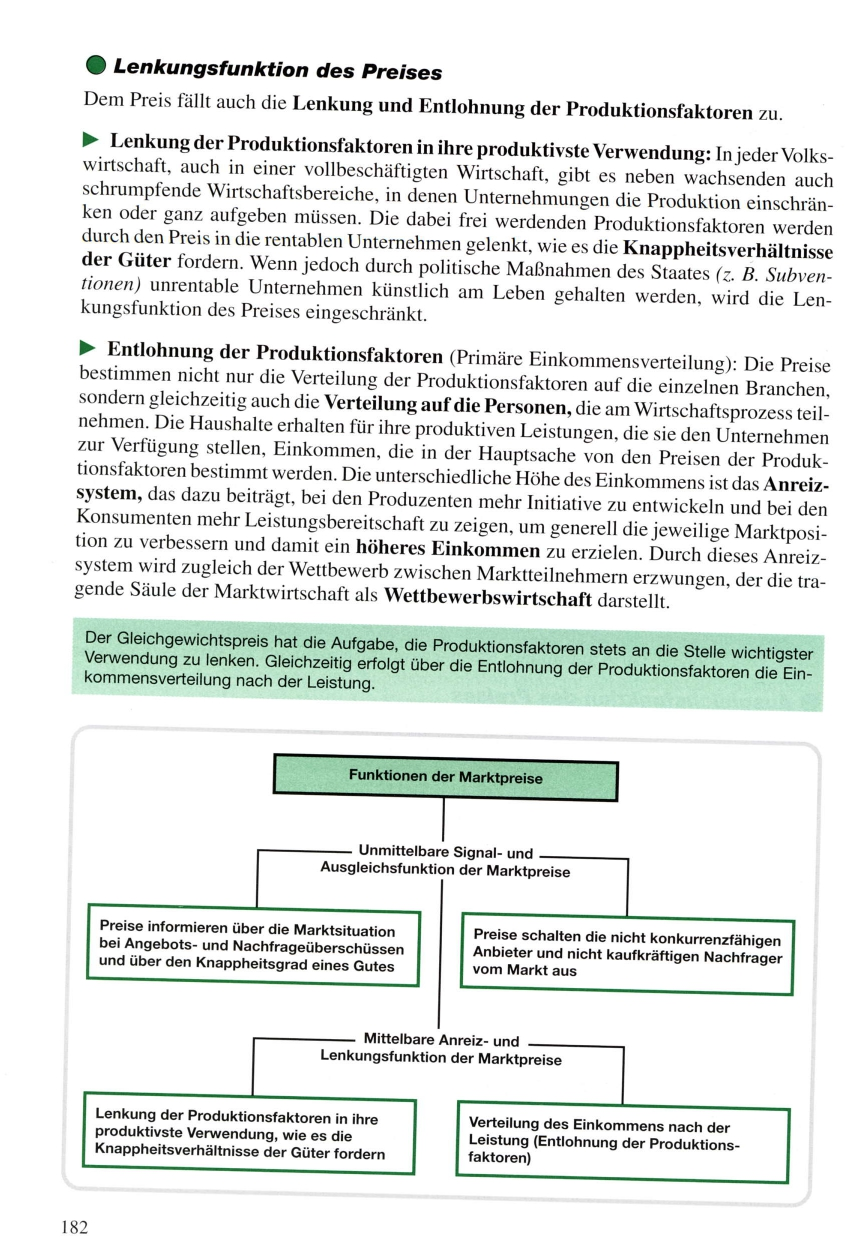 Lenkungsfunktion des Preises
Dem Preis fällt auch die Lenkung und Entlohnung der Produktionsfaktoren zu.
► Lenkung der Produktionsfaktoren in ihre produktivste Verwendung: In jeder Volks-
wirtschaft, auch in einer vollbeschäftigten Wirtschaft, gibt es neben wachsenden auch
schrumpfende Wirtschaftsbereiche, in denen Unternehmungen die Produktion einschrän-
ken oder ganz aufgeben müssen. Die dabei frei werdenden Produktionsfaktoren werden
durch den Preis in die rentablen Unternehmen gelenkt, wie es die Knappheitsverhältnisse
der Güter fordern. Wenn jedoch durch politische Maßnahmen des Staates (z. B. Subven-
tionen) unrentable Unternehmen künstlich am Leben gehalten werden, wird die Len-
kungsfunktion des Preises eingeschränkt.
► Entlohnung der Produktionsfaktoren (Primäre Einkommensverteilung): Die Preise
bestimmen nicht nur die Verteilung der Produktionsfaktoren auf die einzelnen Branchen,
sondern gleichzeitig auch die Verteilung auf die Personen, die am Wirtschaftsprozess teil-
nehmen. Die Haushalte erhalten für ihre produktiven Leistungen, die sie den Unternehmen
zur Verfügung stellen, Einkommen, die in der Hauptsache von den Preisen der Produk-
tionsfaktoren bestimmt werden. Die unterschiedliche Höhe des Einkommens ist das Anreiz-
system, das dazu beiträgt, bei den Produzenten mehr Initiative zu entwickeln und bei den
Konsumenten mehr Leistungsbereitschaft zu zeigen, um generell die jeweilige Marktposi-
tion zu verbessern und damit ein höheres Einkommen zu erzielen. Durch dieses Anreiz-
system wird zugleich der Wettbewerb zwischen Marktteilnehmern erzwungen, der die tra-
gende Säule der Marktwirtschaft als Wettbewerbswirtschaft darstellt.
Der Gleichgewichtspreis hat die Aufgabe, die Produktionsfaktoren stets an die Stelle wichtigster
Verwendung zu lenken. Gleichzeitig erfolgt über die Entlohnung der Produktionsfaktoren die Ein-
kommensverteilung nach der Leistung.
Funktionen der Marktpreise
Unmittelbare Signal- und
Ausgleichsfunktion der Marktpreise
Preise informieren über die Marktsituation
bei Angebots- und Nachfrageüberschüssen
und über den Knappheitsgrad eines Gutes
Preise schalten die nicht konkurrenzfähigen
Anbieter und nicht kaufkräftigen Nachfrager
vom Markt aus
Mittelbare Anreiz- und
Lenkungsfunktion der Marktpreise
Lenkung der Produktionsfaktoren in ihre
produktivste Verwendung, wie es die
Knappheitsverhältnisse der Güter fordern
Verteilung des Einkommens nach der
Leistung (Entlohnung der Produktions-
faktoren)
182